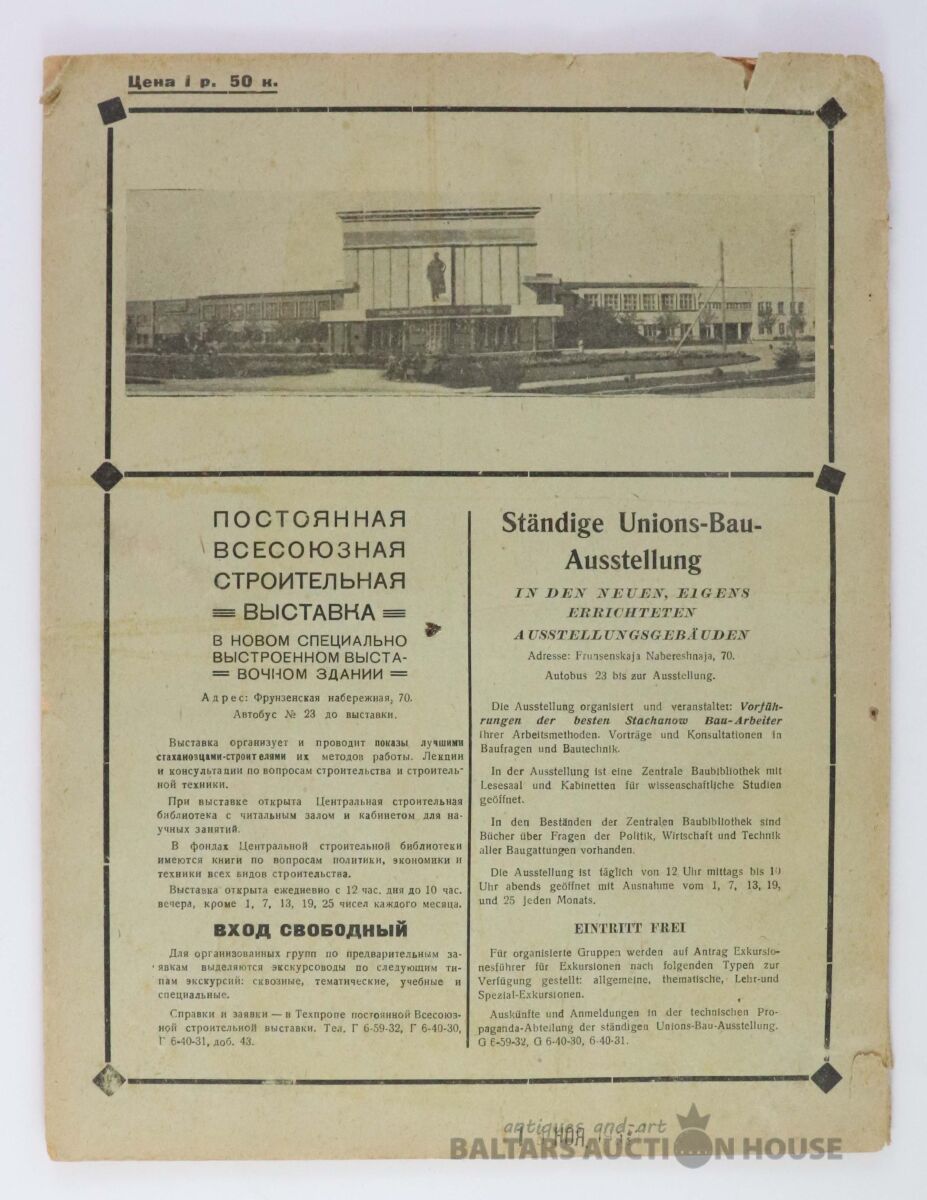 Цена 1 р. 50 к.
ПОСТОЯННАЯ
ВСЕСОЮЗНАЯ
СТРОИТЕЛЬНАЯ
ВЫСТАВКА
В НОВОМ СПЕЦИАЛЬНО
ВЫСТРОЕННОМ ВЫСТА-
ВОЧНОМ ЗДАНИИ
Адрес: Фрунзенская набережная, 70.
Автобус № 23 до выставки.
Выставка организует и проводит показы лучшими
стахановцами-строителями их методов работы. Лекции
и консультации по вопросам строительства и строитель-
ной техники.
При выставке открыта Центральная строительная
библиотека с читальным залом и кабинетом для на-
учных занятий.
В фондах Центральной строительной библиотеки
имеются книги по вопросам политики, экономики и
техники всех видов строительства.
Выставка открыта ежедневно с 12 час. дня до 10 час.
вечера, кроме 1, 7, 13, 19, 25 чисел каждого месяца.
ВХОД СВОБОДНЫЙ
Для организованных групп по предварительным за-
явкам выделяются экскурсоводы по следующим ти-
пам экскурсий: сквозные, тематические, учебные и
специальные.
Справки и заявки — в Техпропе постоянной Всесоюз-
ной строительной выставки. Тел. Г 6-59-32, Г 6-40-30,
Г 6-40-31, доб. 43.
Ständige Unions-Bau-
Ausstellung
IN DEN NEUEN, EIGENS
ERRICHTETEN
AUSSTELLUNGSGEBÄUDEN
Adresse: Frunsenskaja Nabereshnaja, 70.
Autobus 23 bis zur Ausstellung.
Die Ausstellung organisiert und veranstaltet: Vorfüh-
rungen der besten Stachanow Bau-Arbeiter
ihrer Arbeitsmethoden. Vorträge und Konsultationen in
Baufragen und Bautechnik.
In der Ausstellung ist eine Zentrale Baubibliothek mit
Lesesaal und Kabinetten für wissenschaftliche Studien
geöffnet.
In den Beständen der Zentralen Baubibliothek sind
Bücher über Fragen der Politik, Wirtschaft und Technik
aller Baugattungen vorhanden.
Die Ausstellung ist täglich von 12 Uhr mittags bis 10
Uhr abends geöffnet mit Ausnahme vom 1, 7, 13, 19,
und 25 jeden Monats.
EINTRITT FREI
Für organisierte Gruppen werden auf Antrag Exkursio-
nesführer für Exkursionen nach folgenden Typen zur
Verfügung gestellt: allgemeine, thematische, Lehr-und
Spezial-Exkursionen.
Auskünfte und Anmeldungen in der technischen Pro-
paganda-Abteilung der ständigen Unions-Bau-Ausstellung.
G 6-59-32, G 6-40-30, 6-40-31.
antiques and art
BALTARS AUCTION HOUSE